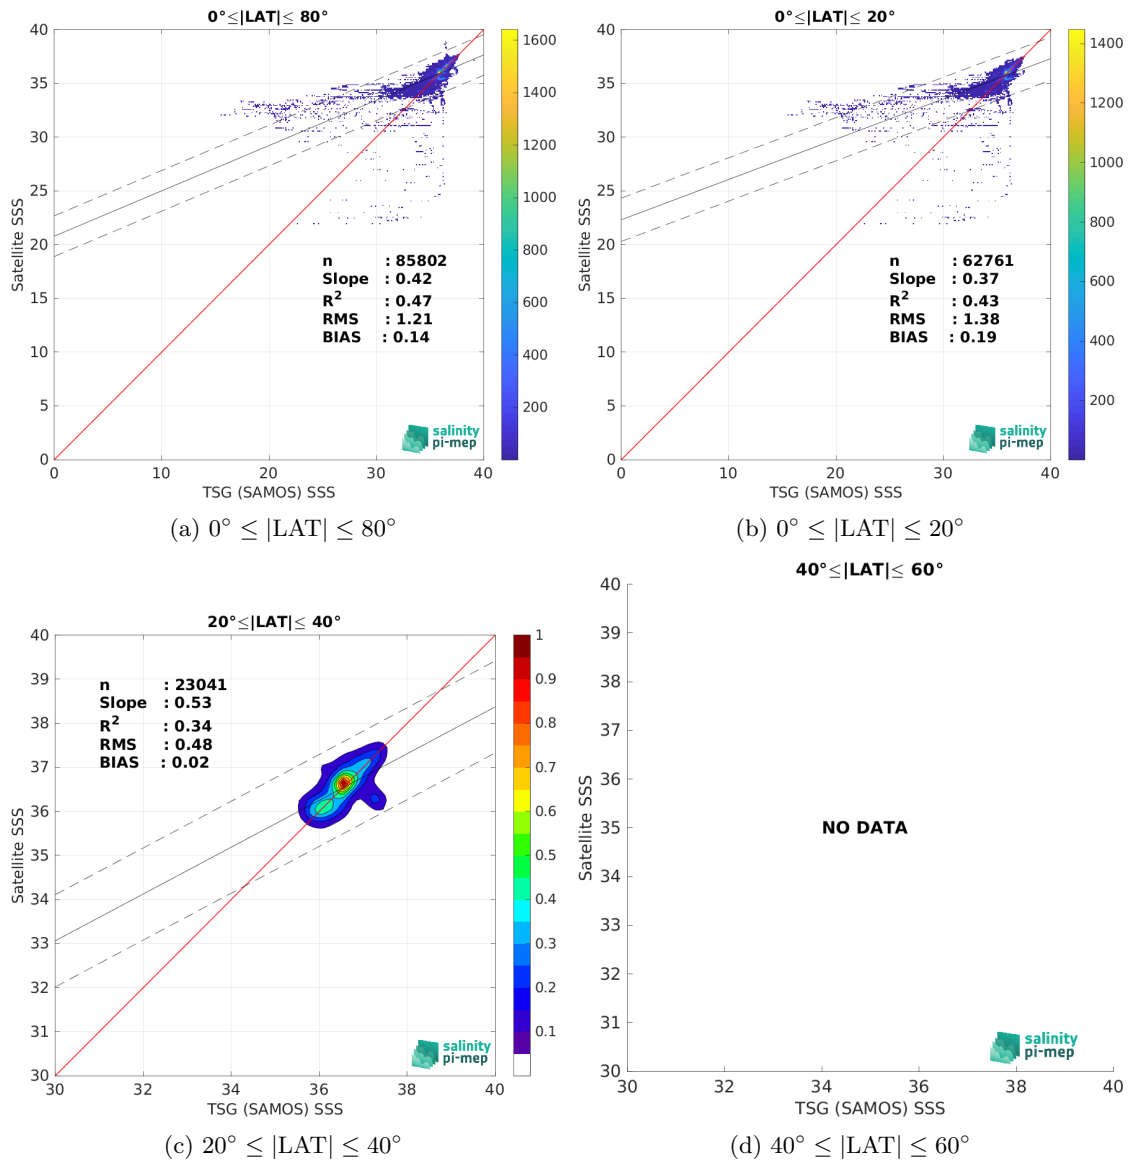 0°≤|LAT|≤ 80°
Satellite SSS
40
35
30
25
20
15
10
5
0
0
10
20
30
40
TSG (SAMOS) SSS
n : 85802
Slope : 0.42
R² : 0.47
RMS : 1.21
BIAS : 0.14
salinity
pi-mep
1600
1400
1200
1000
800
600
400
200
(a) 0° ≤ |LAT| ≤ 80°
0°≤|LAT|≤ 20°
Satellite SSS
40
35
30
25
20
15
10
5
0
0
10
20
30
40
TSG (SAMOS) SSS
n : 62761
Slope : 0.37
R² : 0.43
RMS : 1.38
BIAS : 0.19
salinity
pi-mep
1400
1200
1000
800
600
400
200
(b) 0° ≤ |LAT| ≤ 20°
20°≤|LAT|≤ 40°
Satellite SSS
40
39
38
37
36
35
34
33
32
31
30
30
32
34
36
38
40
TSG (SAMOS) SSS
n : 23041
Slope : 0.53
R² : 0.34
RMS : 0.48
BIAS : 0.02
salinity
pi-mep
1
0.9
0.8
0.7
0.6
0.5
0.4
0.3
0.2
0.1
(c) 20° ≤ |LAT| ≤ 40°
40°≤|LAT|≤ 60°
Satellite SSS
40
39
38
37
36
35
34
33
32
31
30
30
32
34
36
38
40
TSG (SAMOS) SSS
NO DATA
salinity
pi-mep
(d) 40° ≤ |LAT| ≤ 60°